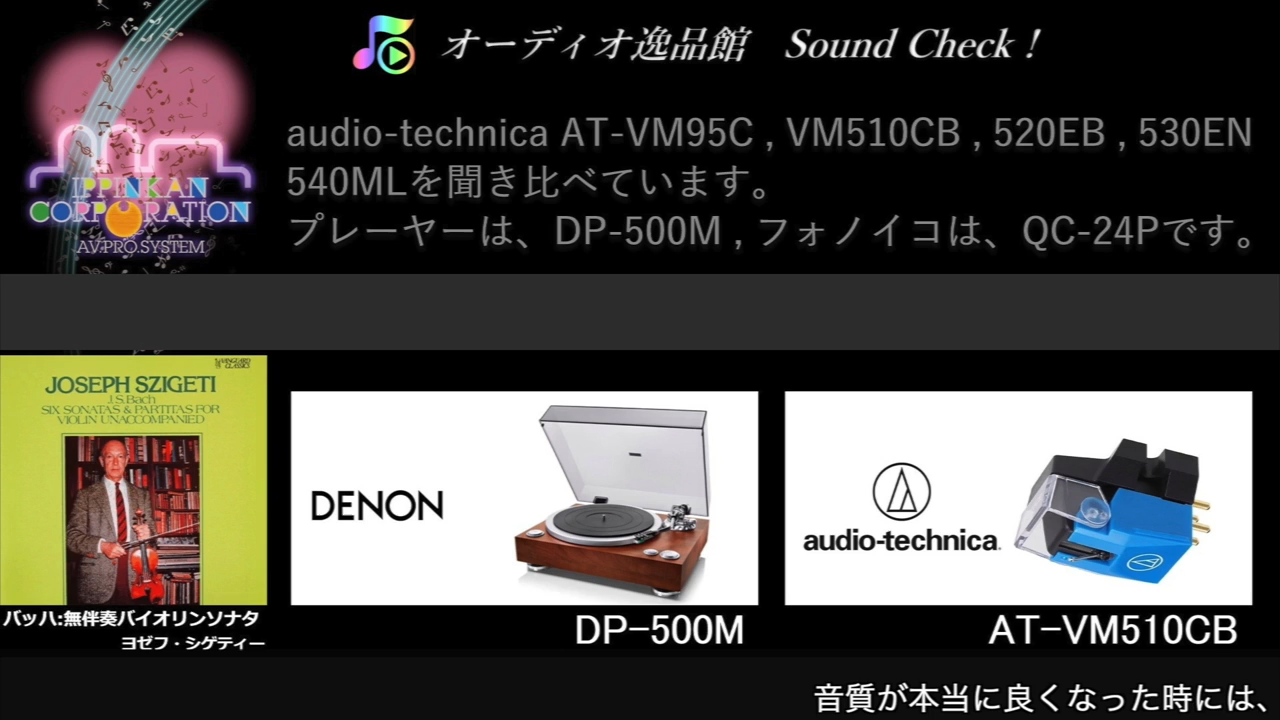 オーディオ逸品館 Sound Check !
audio-technica AT-VM95C , VM510CB , 520EB , 530EN
540MLを聞き比べています。
プレーヤーは、DP-500M , フォノイコは、QC-24Pです。
IPPINKAN
CORPORATION
AV.PRO.SYSTEM
VANGUARD
CLASSICS
JOSEPH SZIGETI
J.S.Bach
SIX SONATAS & PARTITAS FOR
VIOLIN UNACCOMPANIED
バッハ:無伴奏バイオリンソナタ
ヨゼフ・シゲティー
DENON
DP-500M
audio-technica.
AT-VM510CB
音質が本当に良くなった時には、